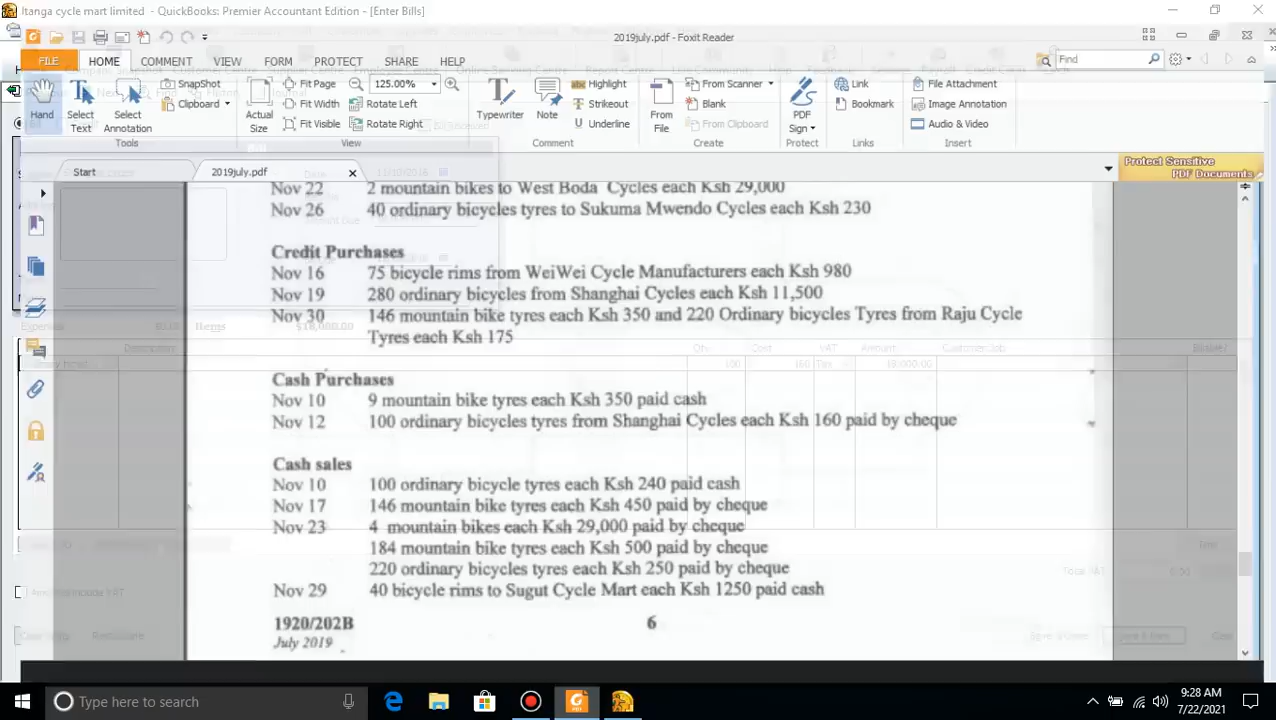 Itanga cycle mart limited - QuickBooks: Premier Accountant Edition - [Enter Bills]
2019july.pdf - Foxit Reader
FILE HOME COMMENT VIEW FORM PROTECT SHARE HELP
Find
Hand
Select Text
Select Annotation
SnapShot
Clipboard
Tools
Actual Size
Fit Page
Fit Width
Fit Visible
125.00%
Rotate Left
Rotate Right
View
Typewriter
Note
Highlight
Strikeout
Underline
Comment
From File
From Scanner
Blank
From Clipboard
Create
PDF Sign
Protect
Link
Bookmark
Links
File Attachment
Image Annotation
Audio & Video
Insert
Start
2019july.pdf
Protect Sensitive
PDF Documents
Nov 22 2 mountain bikes to West Boda Cycles each Ksh 29,000
Nov 26 40 ordinary bicycles tyres to Sukuma Mwendo Cycles each Ksh 230
Credit Purchases
Nov 16 75 bicycle rims from WeiWei Cycle Manufacturers each Ksh 980
Nov 19 280 ordinary bicycles from Shanghai Cycles each Ksh 11,500
Nov 30 146 mountain bike tyres each Ksh 350 and 220 Ordinary bicycles Tyres from Raju Cycle
Tyres each Ksh 175
Items
Qty Cost VAT Amount Customer:Job Billable?
100 160
Cash Purchases
Nov 10 9 mountain bike tyres each Ksh 350 paid cash
Nov 12 100 ordinary bicycles tyres from Shanghai Cycles each Ksh 160 paid by cheque
Cash sales
Nov 10 100 ordinary bicycle tyres each Ksh 240 paid cash
Nov 17 146 mountain bike tyres each Ksh 450 paid by cheque
Nov 23 4 mountain bikes each Ksh 29,000 paid by cheque
184 mountain bike tyres each Ksh 500 paid by cheque
220 ordinary bicycles tyres each Ksh 250 paid by cheque
Nov 29 40 bicycle rims to Sugut Cycle Mart each Ksh 1250 paid cash
Total VAT 0.00
1920/202B 6
July 2019
Type here to search
9:28 AM
7/22/2021